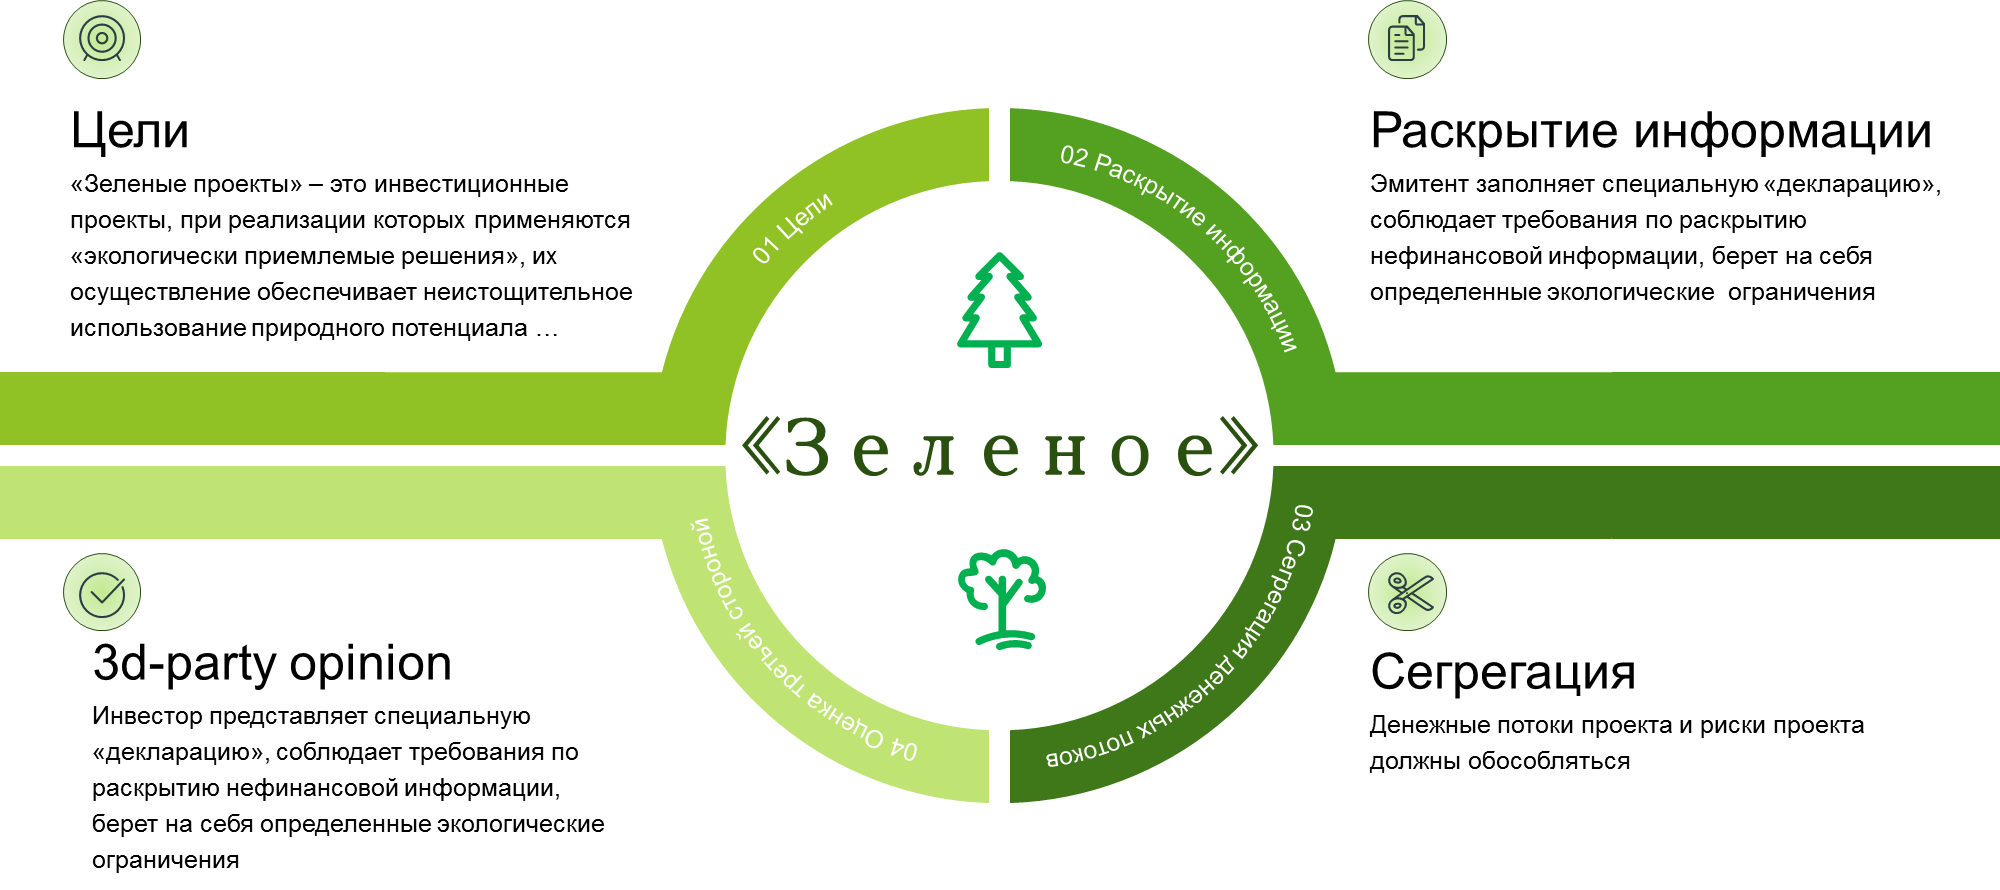 Цели
«Зеленые проекты» – это инвестиционные
проекты, при реализации которых применяются
«экологически приемлемые решения», их
осуществление обеспечивает неистощительное
использование природного потенциала …
Раскрытие информации
Эмитент заполняет специальную «декларацию»,
соблюдает требования по раскрытию
нефинансовой информации, берет на себя
определенные экологические ограничения
01 Цели
02 Раскрытие информации
《Зеленое》
03 Сегрегация денежных потоков
04 Оценка третьей стороной
3d-party opinion
Инвестор представляет специальную
«декларацию», соблюдает требования по
раскрытию нефинансовой информации,
берет на себя определенные экологические
ограничения
Сегрегация
Денежные потоки проекта и риски проекта
должны обособляться